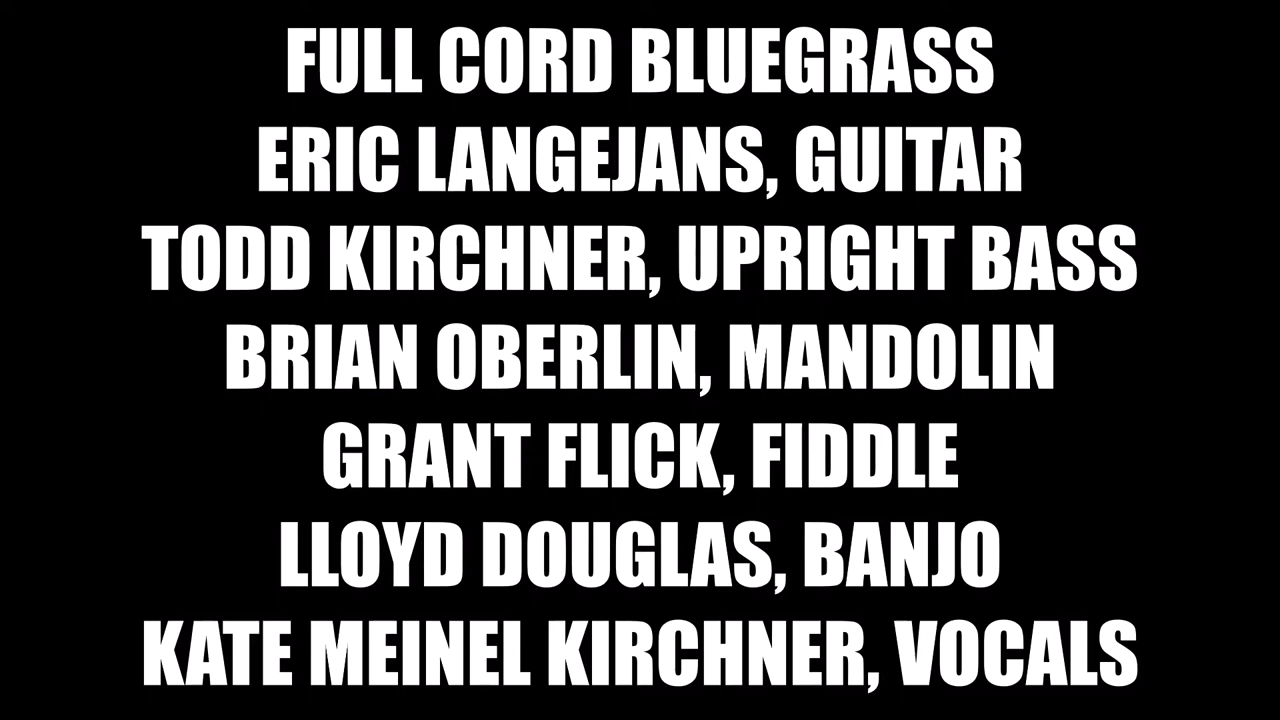 FULL CORD BLUEGRASS
ERIC LANGEJANS, GUITAR
TODD KIRCHNER, UPRIGHT BASS
BRIAN OBERLIN, MANDOLIN
GRANT FLICK, FIDDLE
LLOYD DOUGLAS, BANJO
KATE MEINEL KIRCHNER, VOCALS